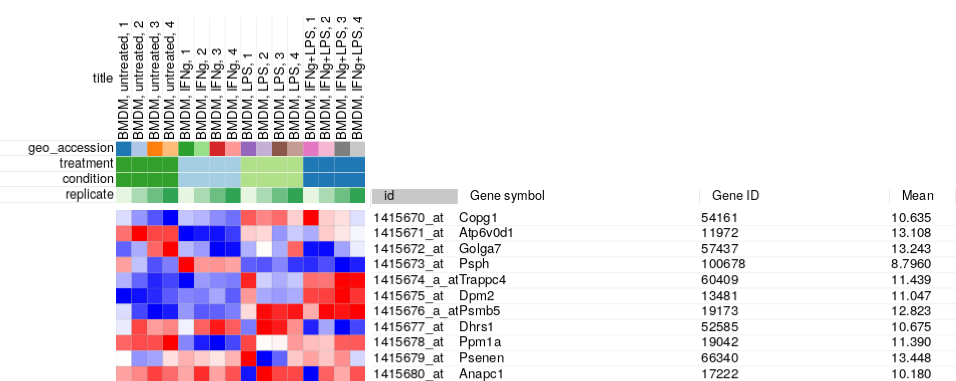 BMDM, untreated, 1
BMDM, untreated, 2
BMDM, untreated, 3
BMDM, untreated, 4
BMDM, IFNg, 1
BMDM, IFNg, 2
BMDM, IFNg, 3
BMDM, IFNg, 4
BMDM, LPS, 1
BMDM, LPS, 2
BMDM, LPS, 3
BMDM, LPS, 4
BMDM, IFNg+LPS, 1
BMDM, IFNg+LPS, 2
BMDM, IFNg+LPS, 3
BMDM, IFNg+LPS, 4
title
geo_accession
treatment
condition
replicate
id Gene symbol Gene ID Mean
1415670_at Copg1 54161 10.635
1415671_at Atp6v0d1 11972 13.108
1415672_at Golga7 57437 13.243
1415673_at Psph 100678 8.7960
1415674_a_at Trappc4 60409 11.439
1415675_at Dpm2 13481 11.047
1415676_a_at Psmb5 19173 12.823
1415677_at Dhrs1 52585 10.675
1415678_at Ppm1a 19042 11.390
1415679_at Psenen 66340 13.448
1415680_at Anapc1 17222 10.180